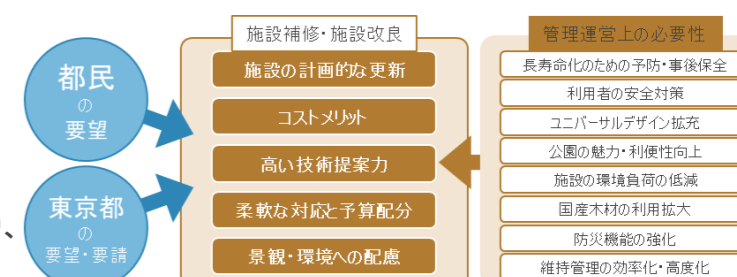 都民
の
要望
東京都
の
要望・要請
、
施設補修・施設改良
施設の計画的な更新
コストメリット
高い技術提案力
柔軟な対応と予算配分
景観・環境への配慮
管理運営上の必要性
長寿命化のための予防・事後保全
利用者の安全対策
ユニバーサルデザイン拡充
公園の魅力・利便性向上
施設の環境負荷の低減
国産木材の利用拡大
防災機能の強化
維持管理の効率化・高度化